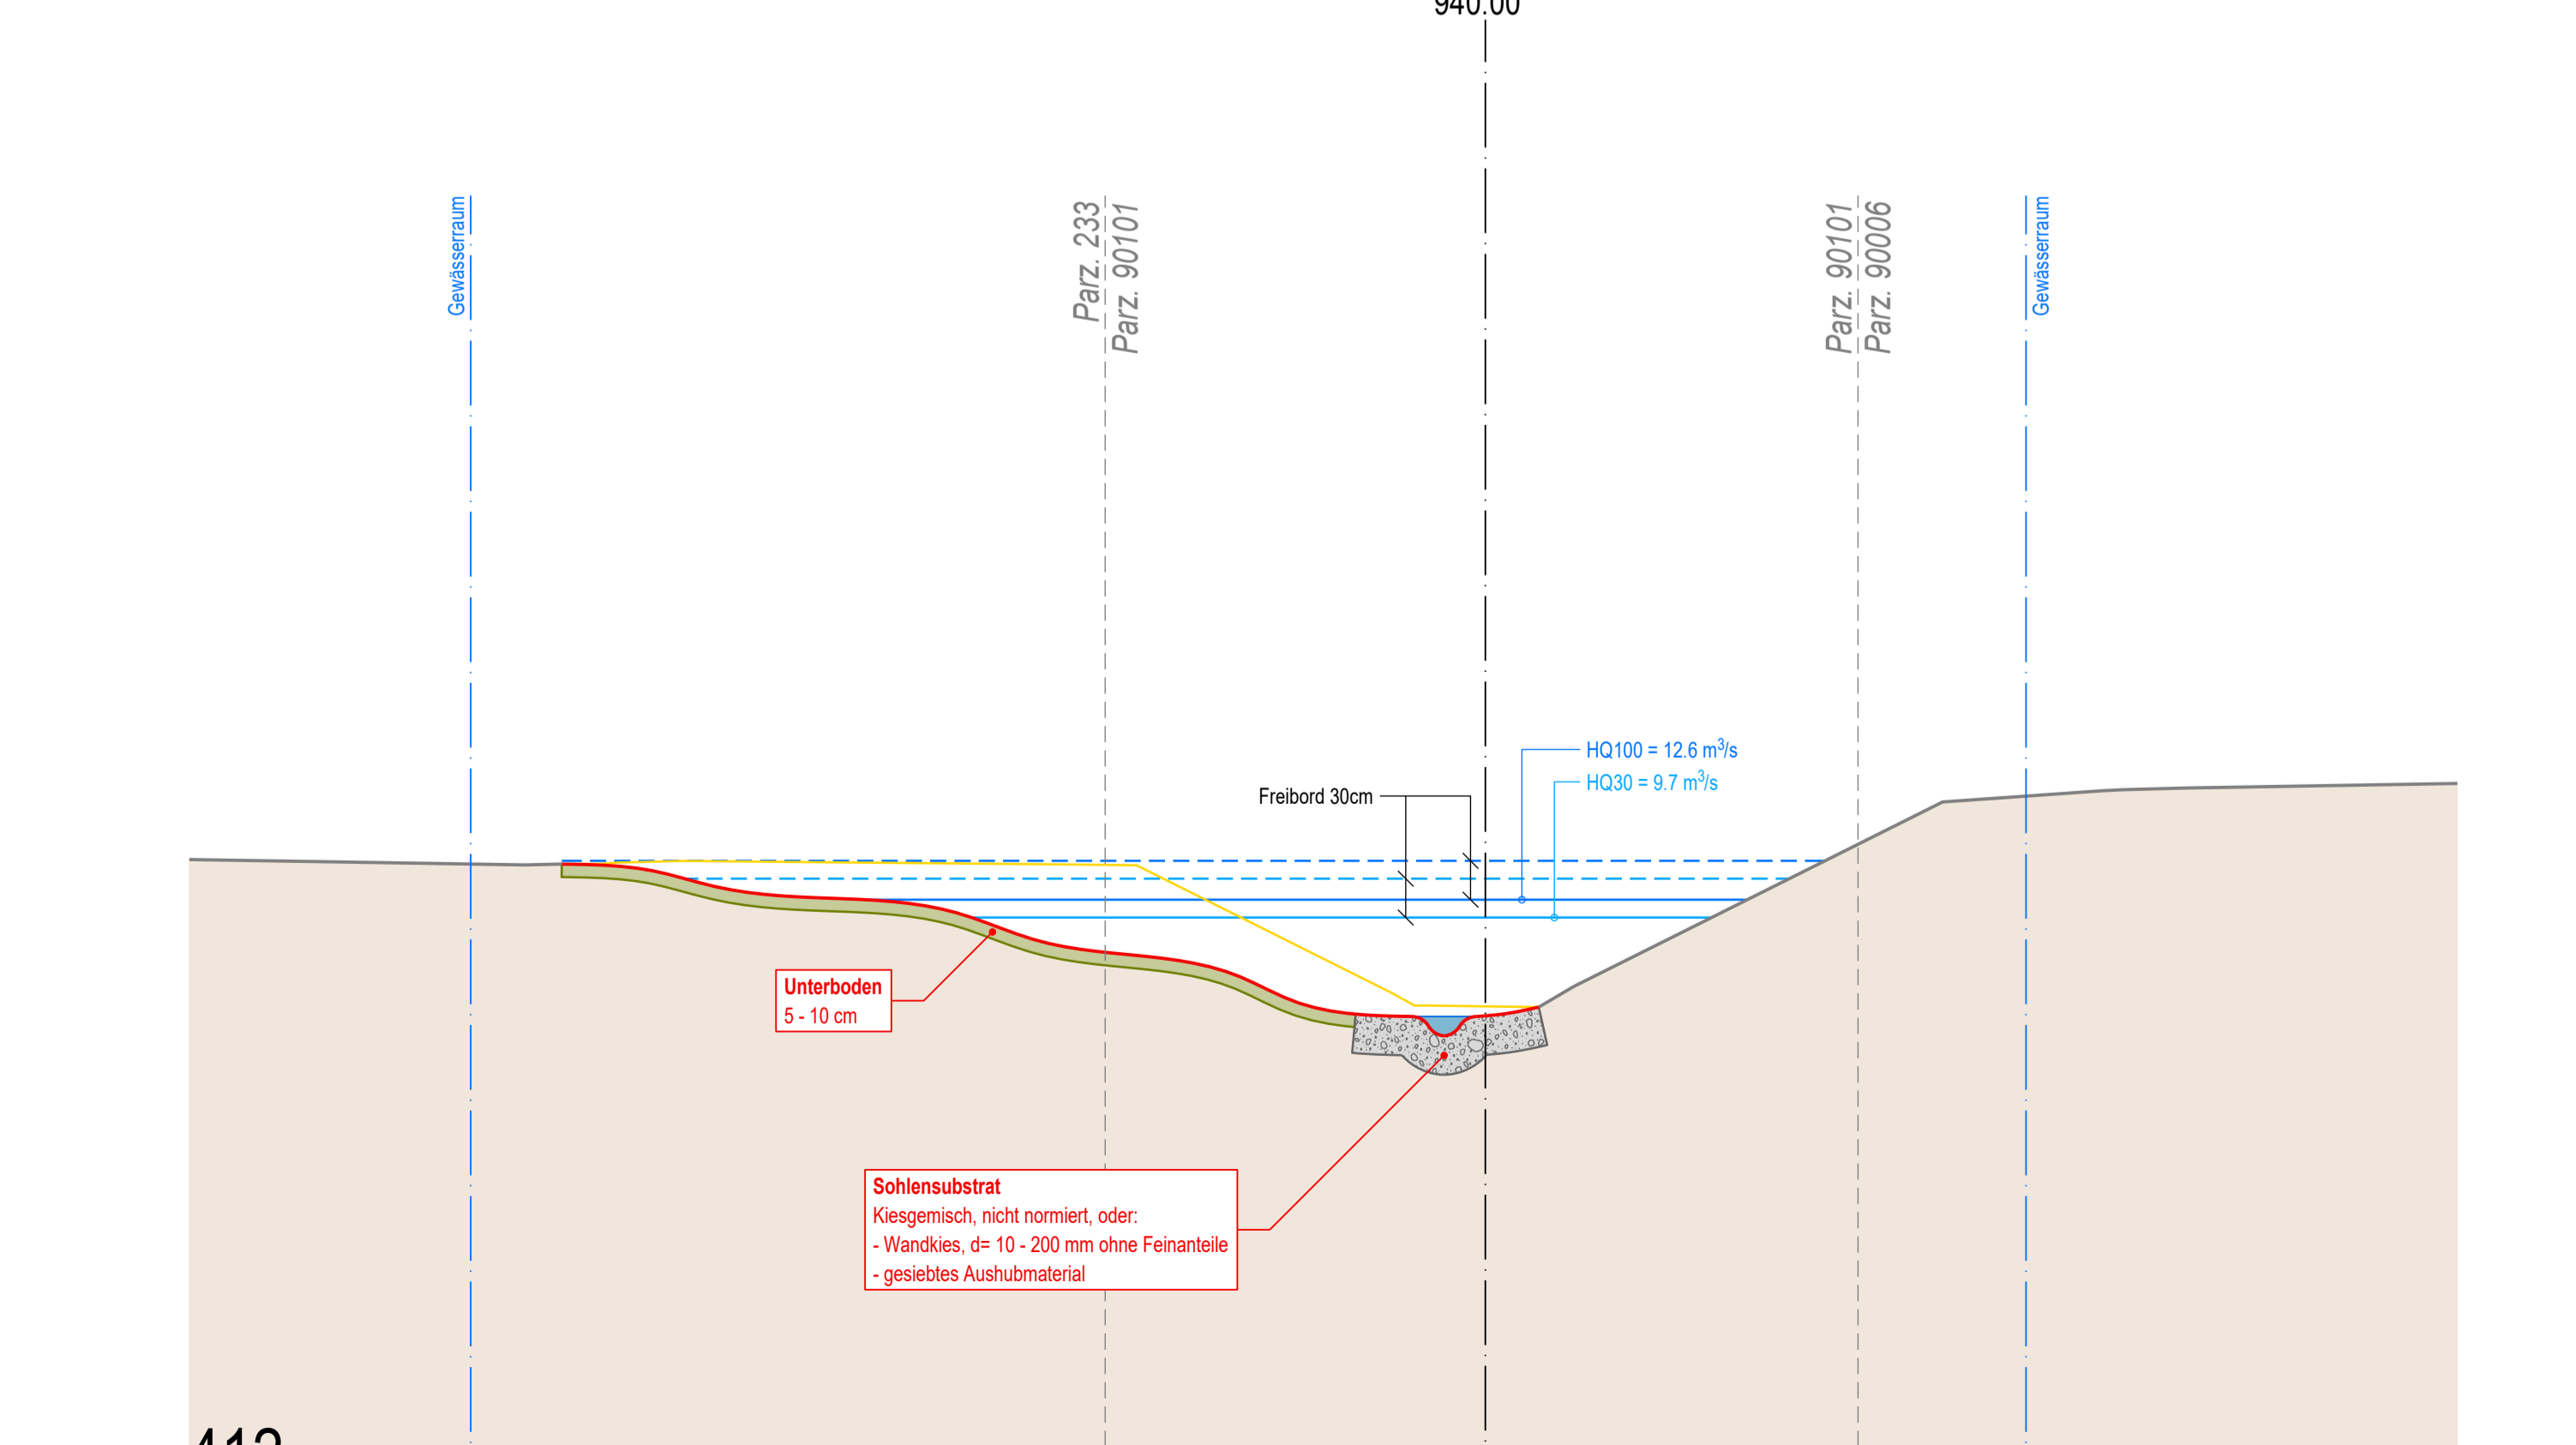 940.00
Gewässerraum
Parz. 233
Parz. 90101
Parz. 90101
Parz. 90006
Gewässerraum
HQ100 = 12.6 m³/s
HQ30 = 9.7 m³/s
Freibord 30cm
Unterboden
5 - 10 cm
Sohlensubstrat
Kiesgemisch, nicht normiert, oder:
- Wandkies, d= 10 - 200 mm ohne Feinanteile
- gesiebtes Aushubmaterial